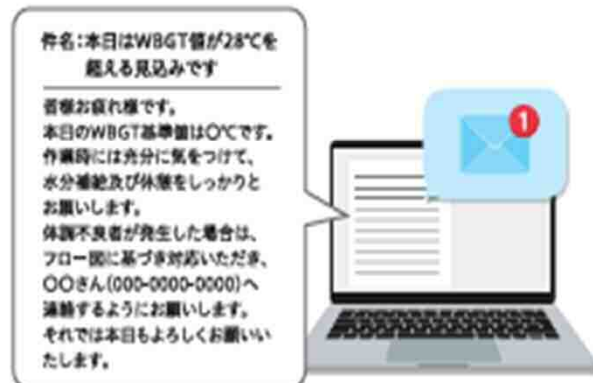 件名:本日はWBGT値が28℃を
超える見込みです
皆様お疲れ様です。
本日のWBGT基準値は〇℃です。
作業時には充分に気をつけて、
水分補給及び休憩をしっかりと
お願いします。
体調不良者が発生した場合は、
フロー図に基づき対応いただき、
〇〇さん(000-0000-0000)へ
連絡するようにお願いします。
それでは本日もよろしくお願いい
たします。
1